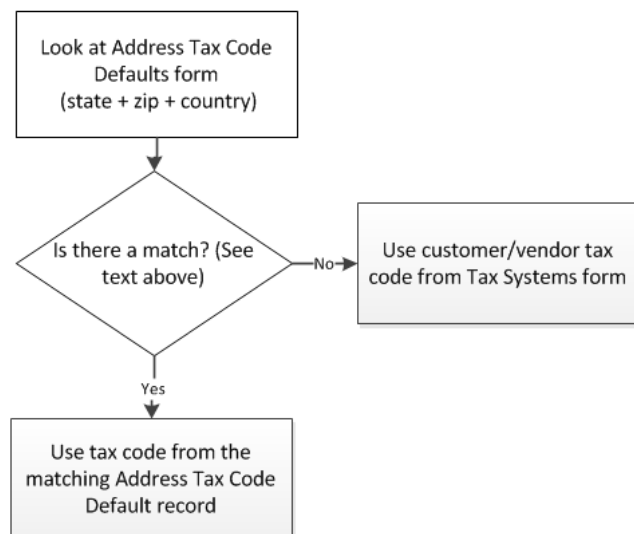 Look at Address Tax Code
Defaults form
(state + zip + country)
Is there a match? (See
text above)
No
Use customer/vendor tax
code from Tax Systems form
Yes
Use tax code from the
matching Address Tax Code
Default record